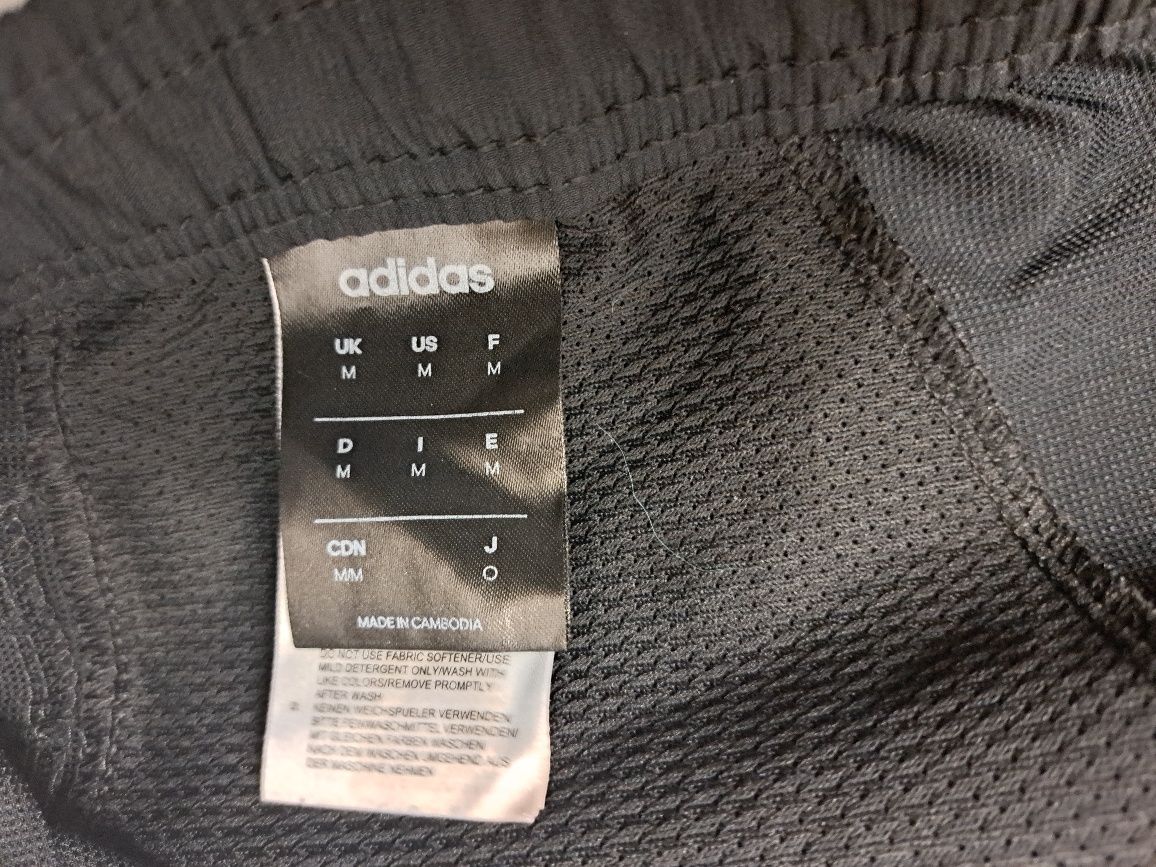 adidas
UK US F
M M M
D I E
M M M
CDN J
M/M O
MADE IN CAMBODIA
DO NOT USE FABRIC SOFTENER/USE
MILD DETERGENT ONLY/WASH WITH
LIKE COLORS/REMOVE PROMPTLY
AFTER WASH
KEINEN WEICHSPUELER VERWENDEN/
BITTE FEINWASCHMITTEL VERWENDEN/
MIT GLEICHEN FARBEN WASCHEN/
NACH DEM WASCHEN UMGEHEND AUS
DER MASCHINE NEHMEN